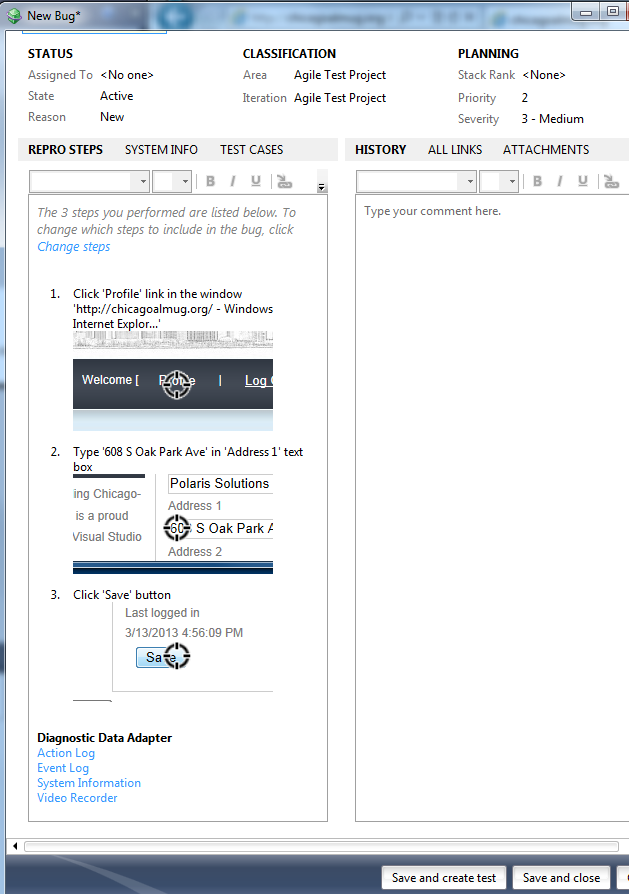 New Bug*
STATUS
Assigned To <No one>
State Active
Reason New
CLASSIFICATION
Area Agile Test Project
Iteration Agile Test Project
PLANNING
Stack Rank <None>
Priority 2
Severity 3 - Medium
REPRO STEPS SYSTEM INFO TEST CASES
HISTORY ALL LINKS ATTACHMENTS
B I U
B I U
The 3 steps you performed are listed below. To
change which steps to include in the bug, click
Change steps
Type your comment here.
1. Click 'Profile' link in the window
'http://chicagoalmug.org/ - Windows
Internet Explor...'
Welcome [ Profile | Log
2. Type '608 S Oak Park Ave' in 'Address 1' text
box
ing Chicago-
is a proud
Visual Studio
Polaris Solutions
Address 1
608 S Oak Park A
Address 2
3. Click 'Save' button
Last logged in
3/13/2013 4:56:09 PM
Save
Diagnostic Data Adapter
Action Log
Event Log
System Information
Video Recorder
Save and create test Save and close